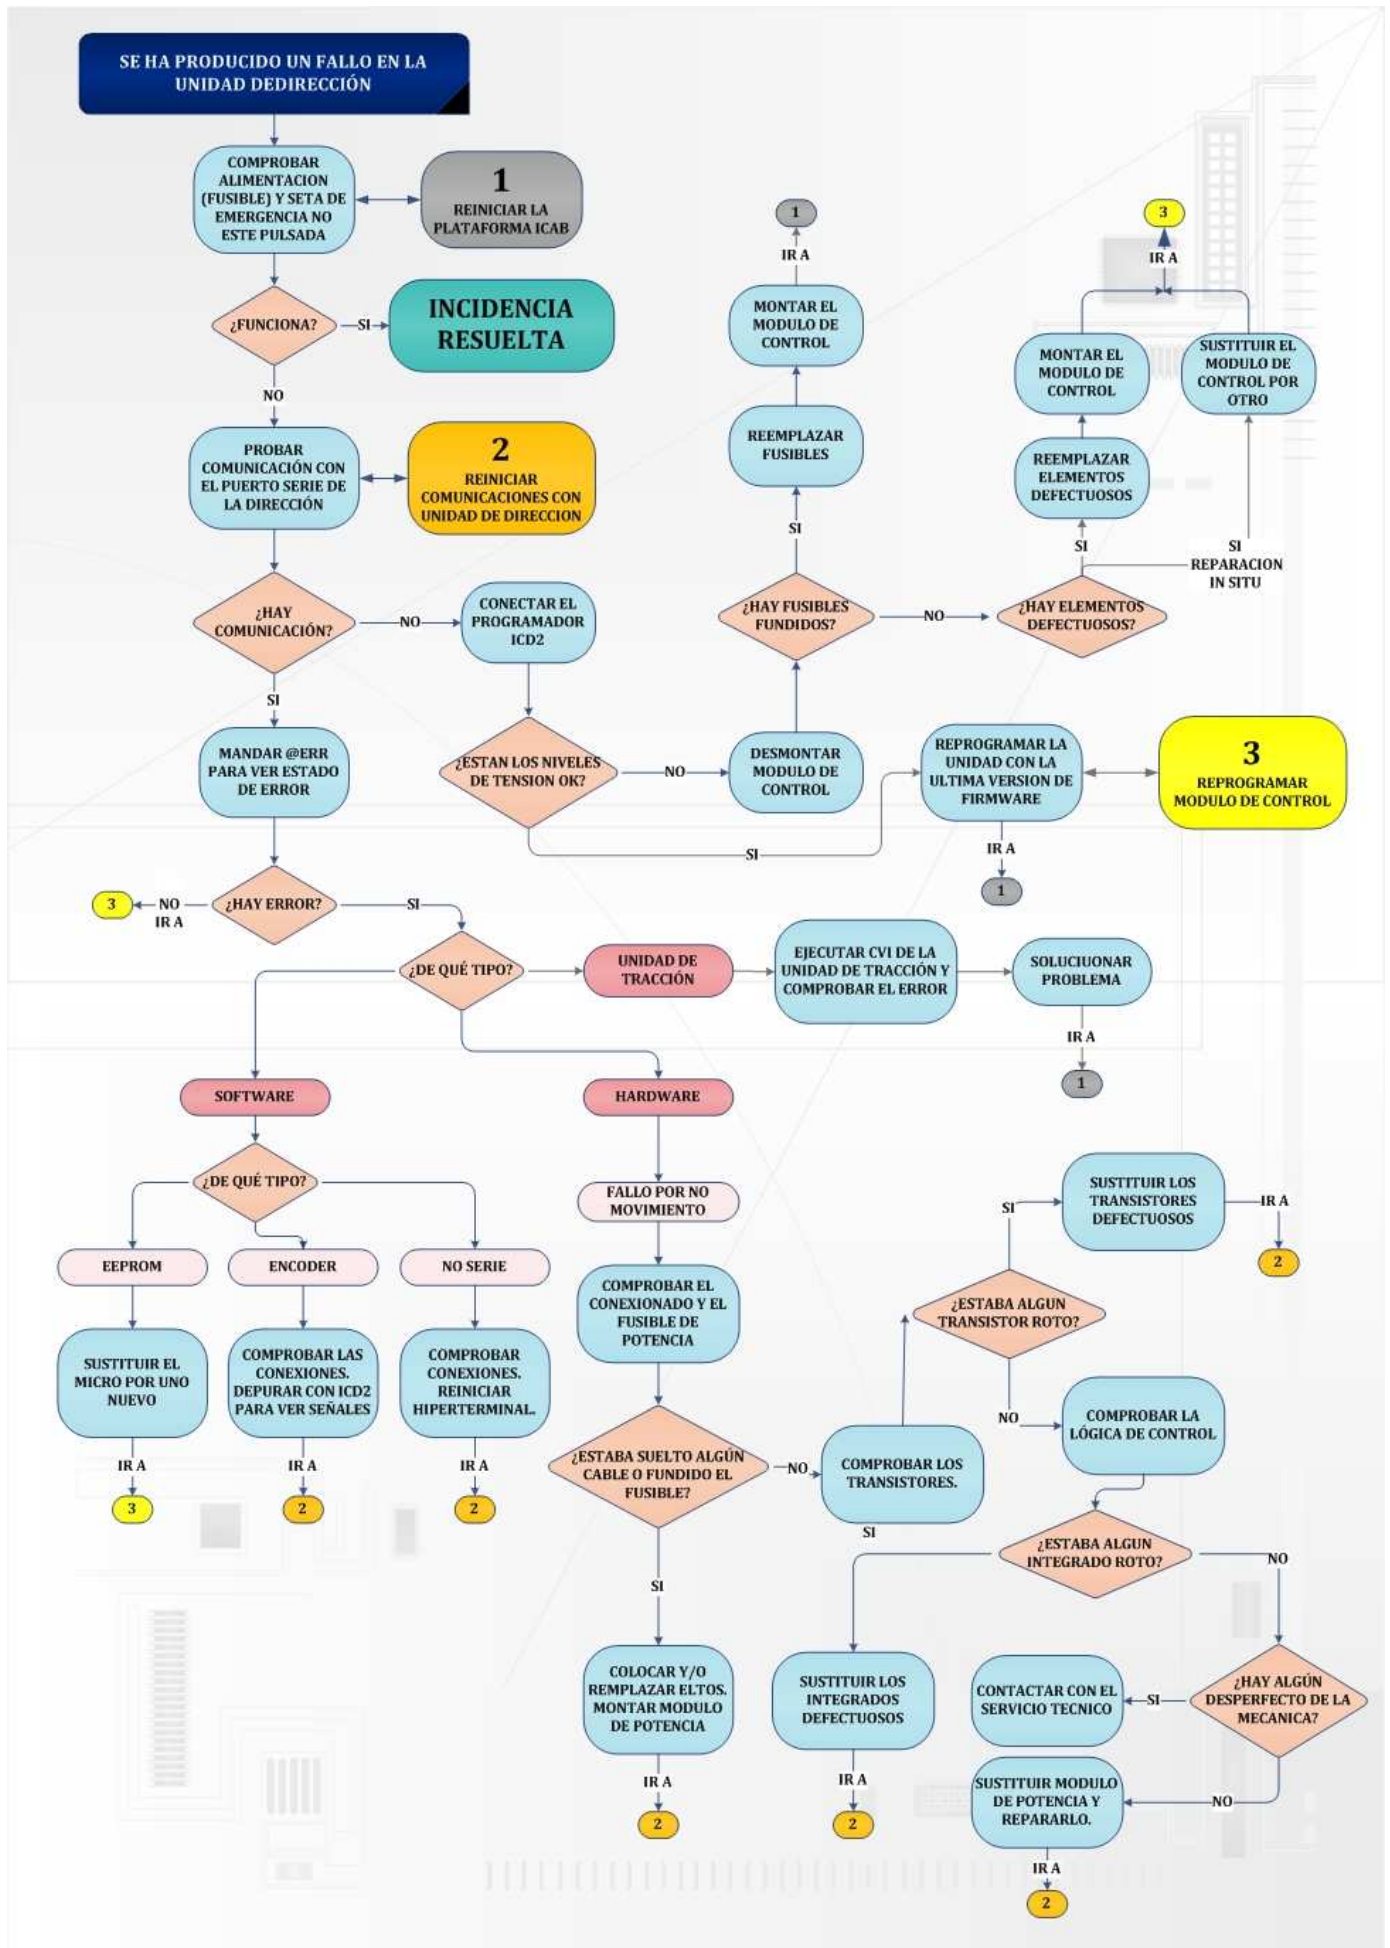 SE HA PRODUCIDO UN FALLO EN LA
UNIDAD DEDIRECCIÓN
COMPROBAR
ALIMENTACION
(FUSIBLE) Y SETA DE
EMERGENCIA NO
ESTE PULSADA
1
REINICIAR LA
PLATAFORMA ICAB
¿FUNCIONA?
SI
INCIDENCIA
RESUELTA
NO
PROBAR
COMUNICACIÓN CON
EL PUERTO SERIE DE
LA DIRECCIÓN
2
REINICIAR
COMUNICACIONES CON
UNIDAD DE DIRECCION
¿HAY
COMUNICACIÓN?
NO
CONECTAR EL
PROGRAMADOR
ICD2
SI
MANDAR @ERR
PARA VER ESTADO
DE ERROR
¿ESTAN LOS NIVELES
DE TENSION OK?
NO
DESMONTAR
MODULO DE
CONTROL
SI
¿HAY FUSIBLES
FUNDIDOS?
SI
REEMPLAZAR
FUSIBLES
MONTAR EL
MODULO DE
CONTROL
IR A
1
NO
¿HAY ELEMENTOS
DEFECTUOSOS?
SI
REEMPLAZAR
ELEMENTOS
DEFECTUOSOS
MONTAR EL
MODULO DE
CONTROL
SI
REPARACION
IN SITU
SUSTITUIR EL
MODULO DE
CONTROL POR
OTRO
IR A
3
REPROGRAMAR LA
UNIDAD CON LA
ULTIMA VERSION DE
FIRMWARE
3
REPROGRAMAR
MODULO DE CONTROL
IR A
1
¿HAY ERROR?
NO
IR A
3
SI
¿DE QUÉ TIPO?
UNIDAD DE
TRACCIÓN
EJECUTAR CVI DE LA
UNIDAD DE TRACCIÓN Y
COMPROBAR EL ERROR
SOLUCIUONAR
PROBLEMA
IR A
1
SOFTWARE
¿DE QUÉ TIPO?
EEPROM
ENCODER
NO SERIE
SUSTITUIR EL
MICRO POR UNO
NUEVO
IR A
3
COMPROBAR LAS
CONEXIONES.
DEPURAR CON ICD2
PARA VER SEÑALES
IR A
2
COMPROBAR
CONEXIONES.
REINICIAR
HIPERTERMINAL.
IR A
2
HARDWARE
FALLO POR NO
MOVIMIENTO
COMPROBAR EL
CONEXIONADO Y EL
FUSIBLE DE
POTENCIA
¿ESTABA SUELTO ALGÚN
CABLE O FUNDIDO EL
FUSIBLE?
SI
COLOCAR Y/O
REMPLAZAR ELTOS.
MONTAR MODULO
DE POTENCIA
IR A
2
NO
COMPROBAR LOS
TRANSISTORES.
¿ESTABA ALGUN
TRANSISTOR ROTO?
SI
SUSTITUIR LOS
TRANSISTORES
DEFECTUOSOS
IR A
2
NO
COMPROBAR LA
LÓGICA DE CONTROL
¿ESTABA ALGUN
INTEGRADO ROTO?
SI
SUSTITUIR LOS
INTEGRADOS
DEFECTUOSOS
IR A
2
NO
¿HAY ALGÚN
DESPERFECTO DE LA
MECANICA?
SI
CONTACTAR CON EL
SERVICIO TECNICO
NO
SUSTITUIR MODULO
DE POTENCIA Y
REPARARLO.
IR A
2